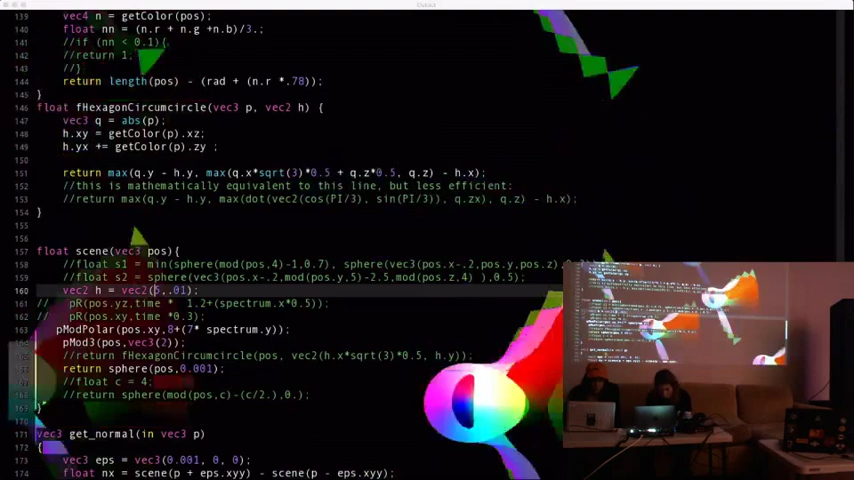 Output
139 vec4 n = getColor(pos);
140 float nn = (n.r + n.g +n.b)/3.;
141 //if (nn < 0.1){
142 //return 1;
143 //}
144 return length(pos) - (rad + (n.r *.78));
145 }
146 float fHexagonCircumcircle(vec3 p, vec2 h) {
147 vec3 q = abs(p);
148 h.xy = getColor(p).xz;
149 h.yx += getColor(p).zy ;
150
151 return max(q.y - h.y, max(q.x*sqrt(3)*0.5 + q.z*0.5, q.z) - h.x);
152 //this is mathematically equivalent to this line, but less efficient:
153 //return max(q.y - h.y, max(dot(vec2(cos(PI/3), sin(PI/3)), q.zx), q.z) - h.x);
154 }
155
156
157 float scene(vec3 pos){
158 //float s1 = min(sphere(mod(pos,4)-1,0.7), sphere(vec3(pos.x-.2,pos.y,pos.z)
159 //float s2 = sphere(vec3(pos.x-.2,mod(pos.y,5)-2.5,mod(pos.z,4) ),0.5);
160 vec2 h = vec2(5,.01);
161 // pR(pos.yz,time * 1.2+(spectrum.x*0.5));
162 // pR(pos.xy,time *0.3);
163 pModPolar(pos.xy,8+(7* spectrum.y));
164 pMod3(pos,vec3(2));
165 //return fHexagonCircumcircle(pos, vec2(h.x*sqrt(3)*0.5, h.y));
166 return sphere(pos,0.001);
//float c = 4;
168 //return sphere(mod(pos,c)-(c/2.),0.);
169 }
171 vec3 get_normal(in vec3 p)
172 {
173 vec3 eps = vec3(0.001, 0, 0);
174 float nx = scene(p + eps.xyy) - scene(p - eps.xyy);